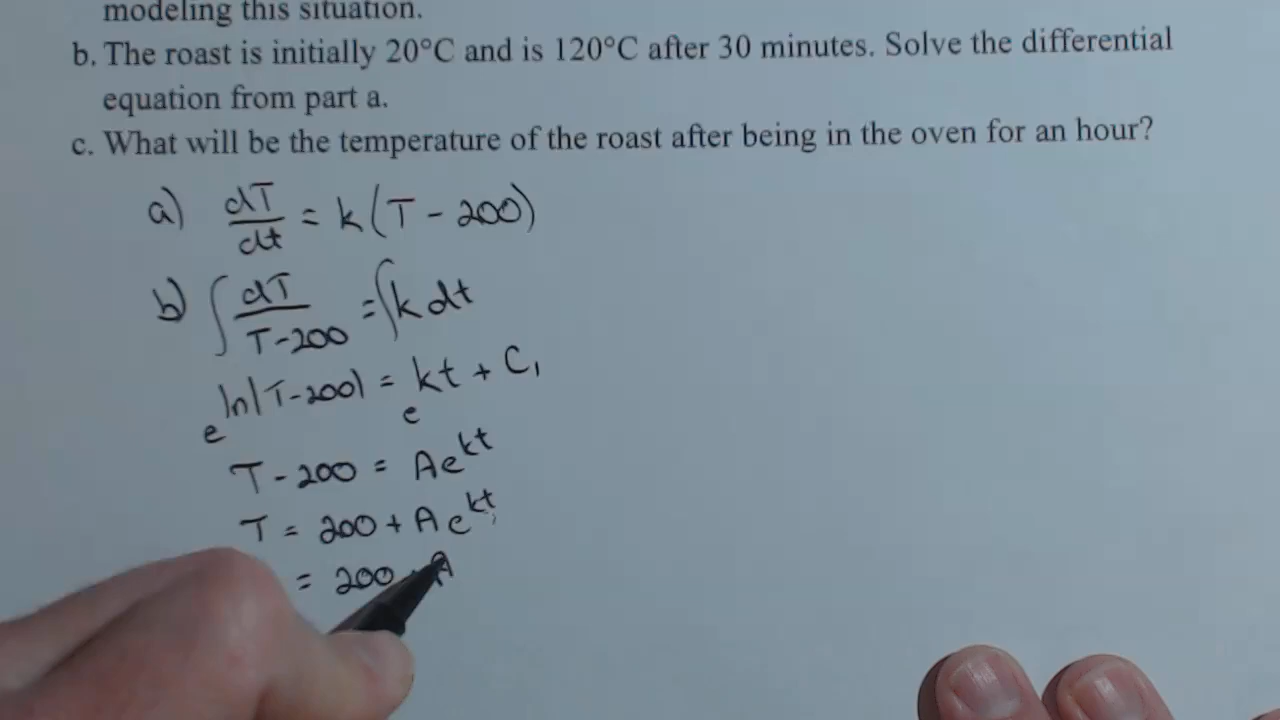 modeling this situation.
b. The roast is initially 20°C and is 120°C after 30 minutes. Solve the differential
equation from part a.
c. What will be the temperature of the roast after being in the oven for an hour?
a) dT/dt = k(T - 200)
b) ∫ dT/(T-200) = ∫k dt
ln|T-200| = kt + C₁
e e
T - 200 = Ae^kt
T = 200 + Ae^kt
= 200 + A